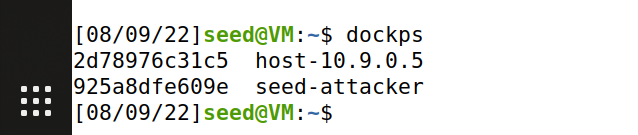 [08/09/22]seed@VM:~$ dockps
2d78976c31c5  host-10.9.0.5
925a8dfe609e  seed-attacker
[08/09/22]seed@VM:~$